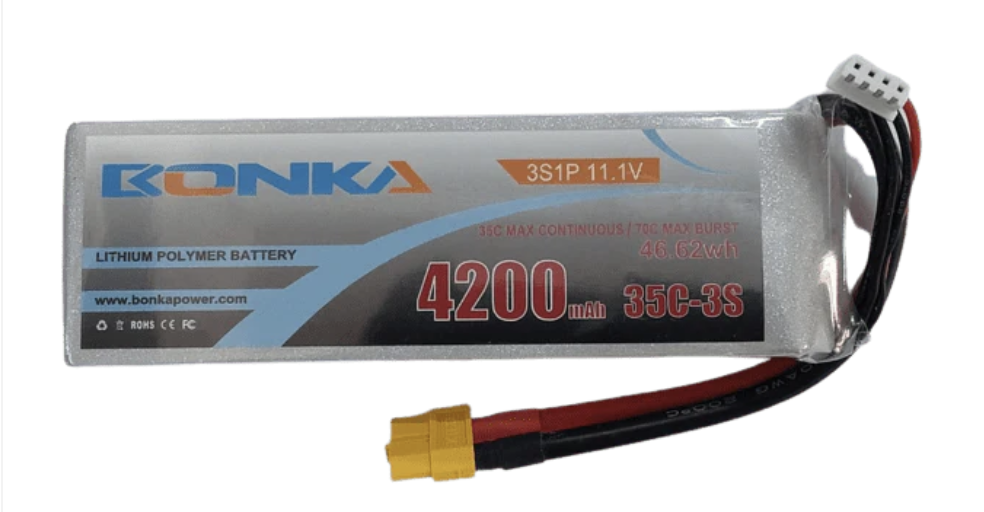 BONKA
3S1P 11.1V
35C MAX CONTINUOUS / 70C MAX BURST
46.62wh
LITHIUM POLYMER BATTERY
4200mAh 35C-3S
www.bonkapower.com
ROHS CE FC
200°C